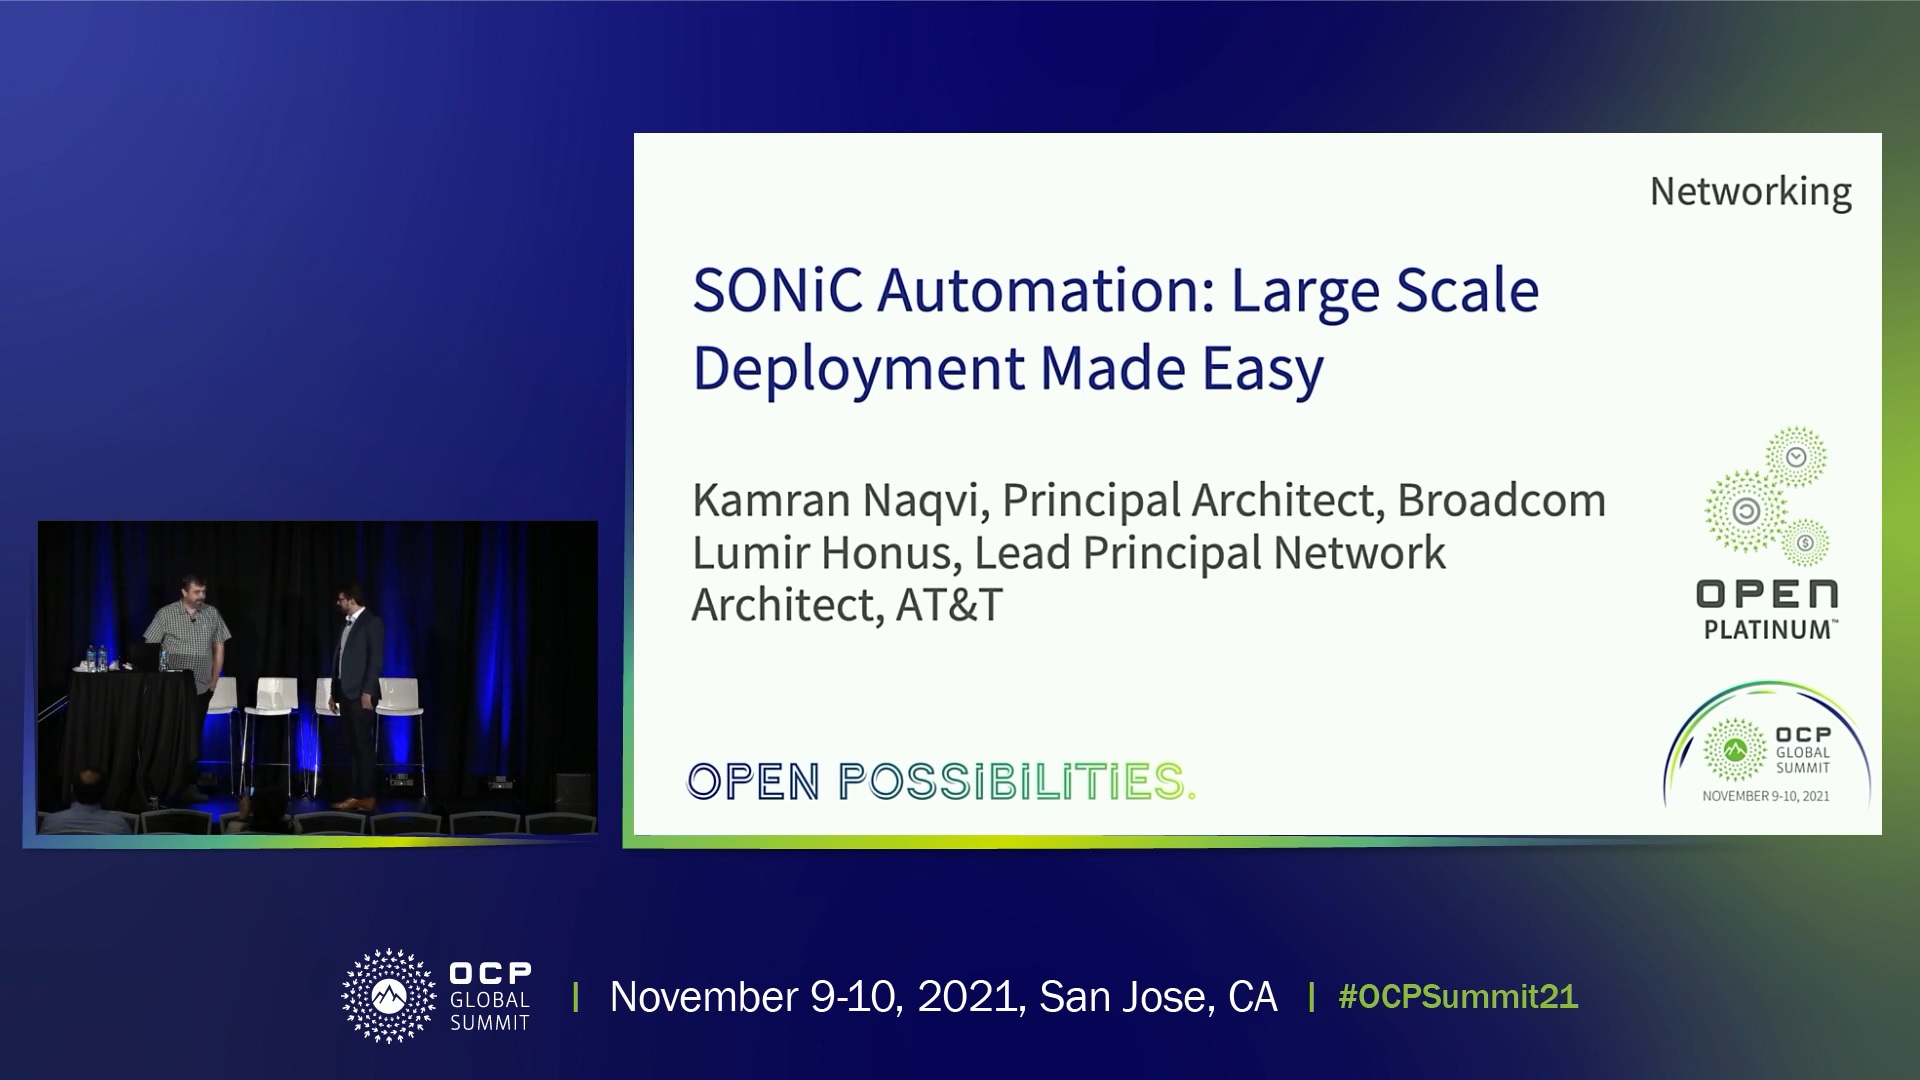 Networking
SONiC Automation: Large Scale
Deployment Made Easy
Kamran Naqvi, Principal Architect, Broadcom
Lumir Honus, Lead Principal Network
Architect, AT&T
OPEN
PLATINUM™
OPEN POSSIBILITIES.
OCP
GLOBAL
SUMMIT
NOVEMBER 9-10, 2021
OCP
GLOBAL
SUMMIT
| November 9-10, 2021, San Jose, CA | #OCPSummit21